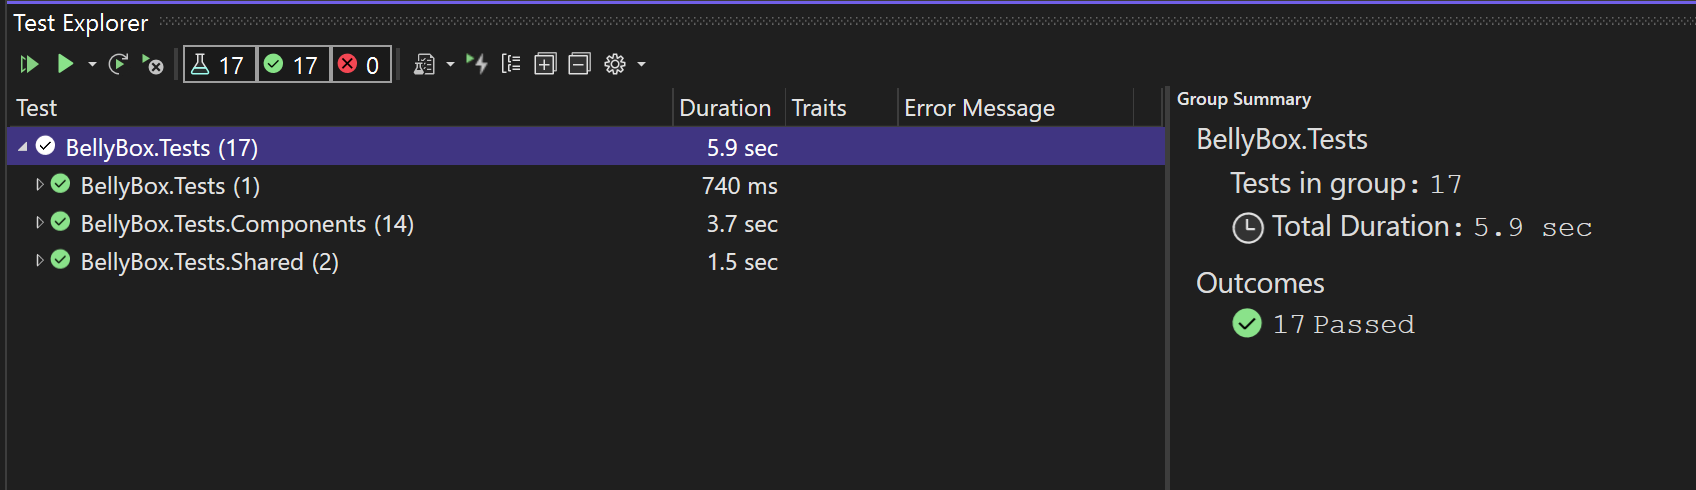 Test Explorer
17 17 0
Test Duration Traits Error Message
BellyBox.Tests (17) 5.9 sec
BellyBox.Tests (1) 740 ms
BellyBox.Tests.Components (14) 3.7 sec
BellyBox.Tests.Shared (2) 1.5 sec
Group Summary
BellyBox.Tests
Tests in group: 17
Total Duration: 5.9 sec
Outcomes
17 Passed